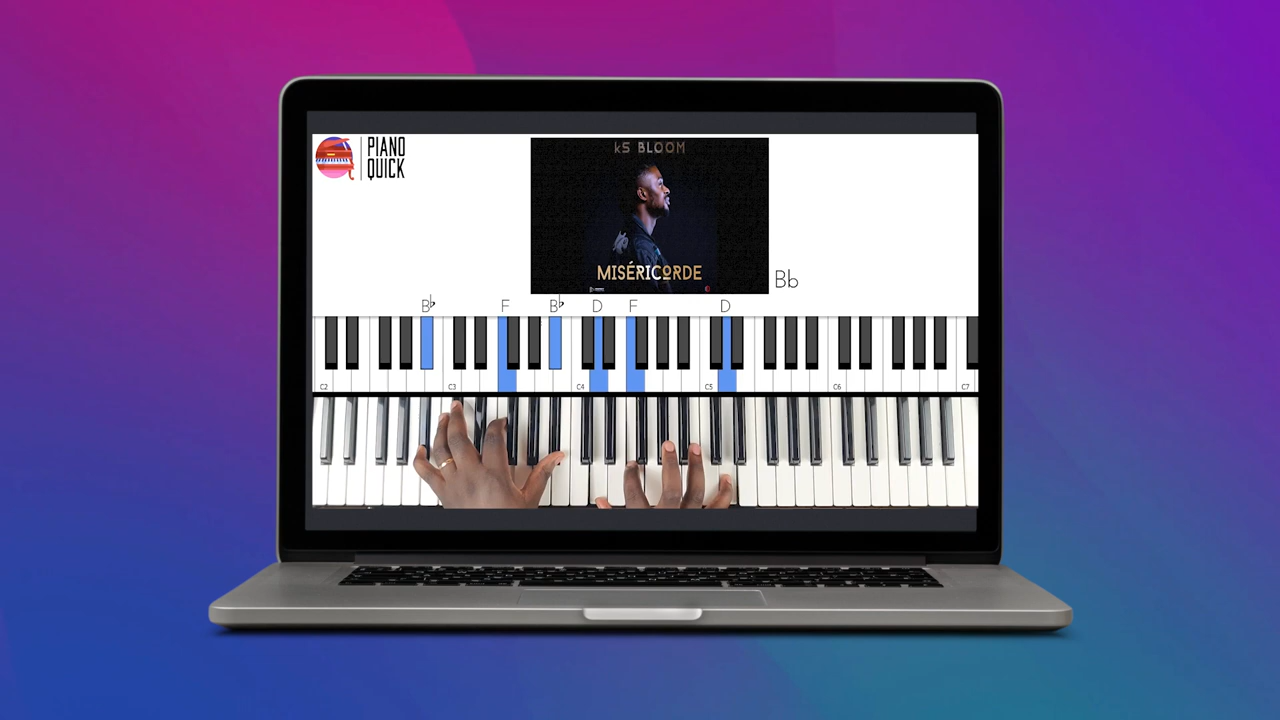 PIANO
QUICK
KS BLOOM
MISÉRICORDE
Bb
B♭ F B♭ D F D
C2 C3 C4 C5 C6 C7